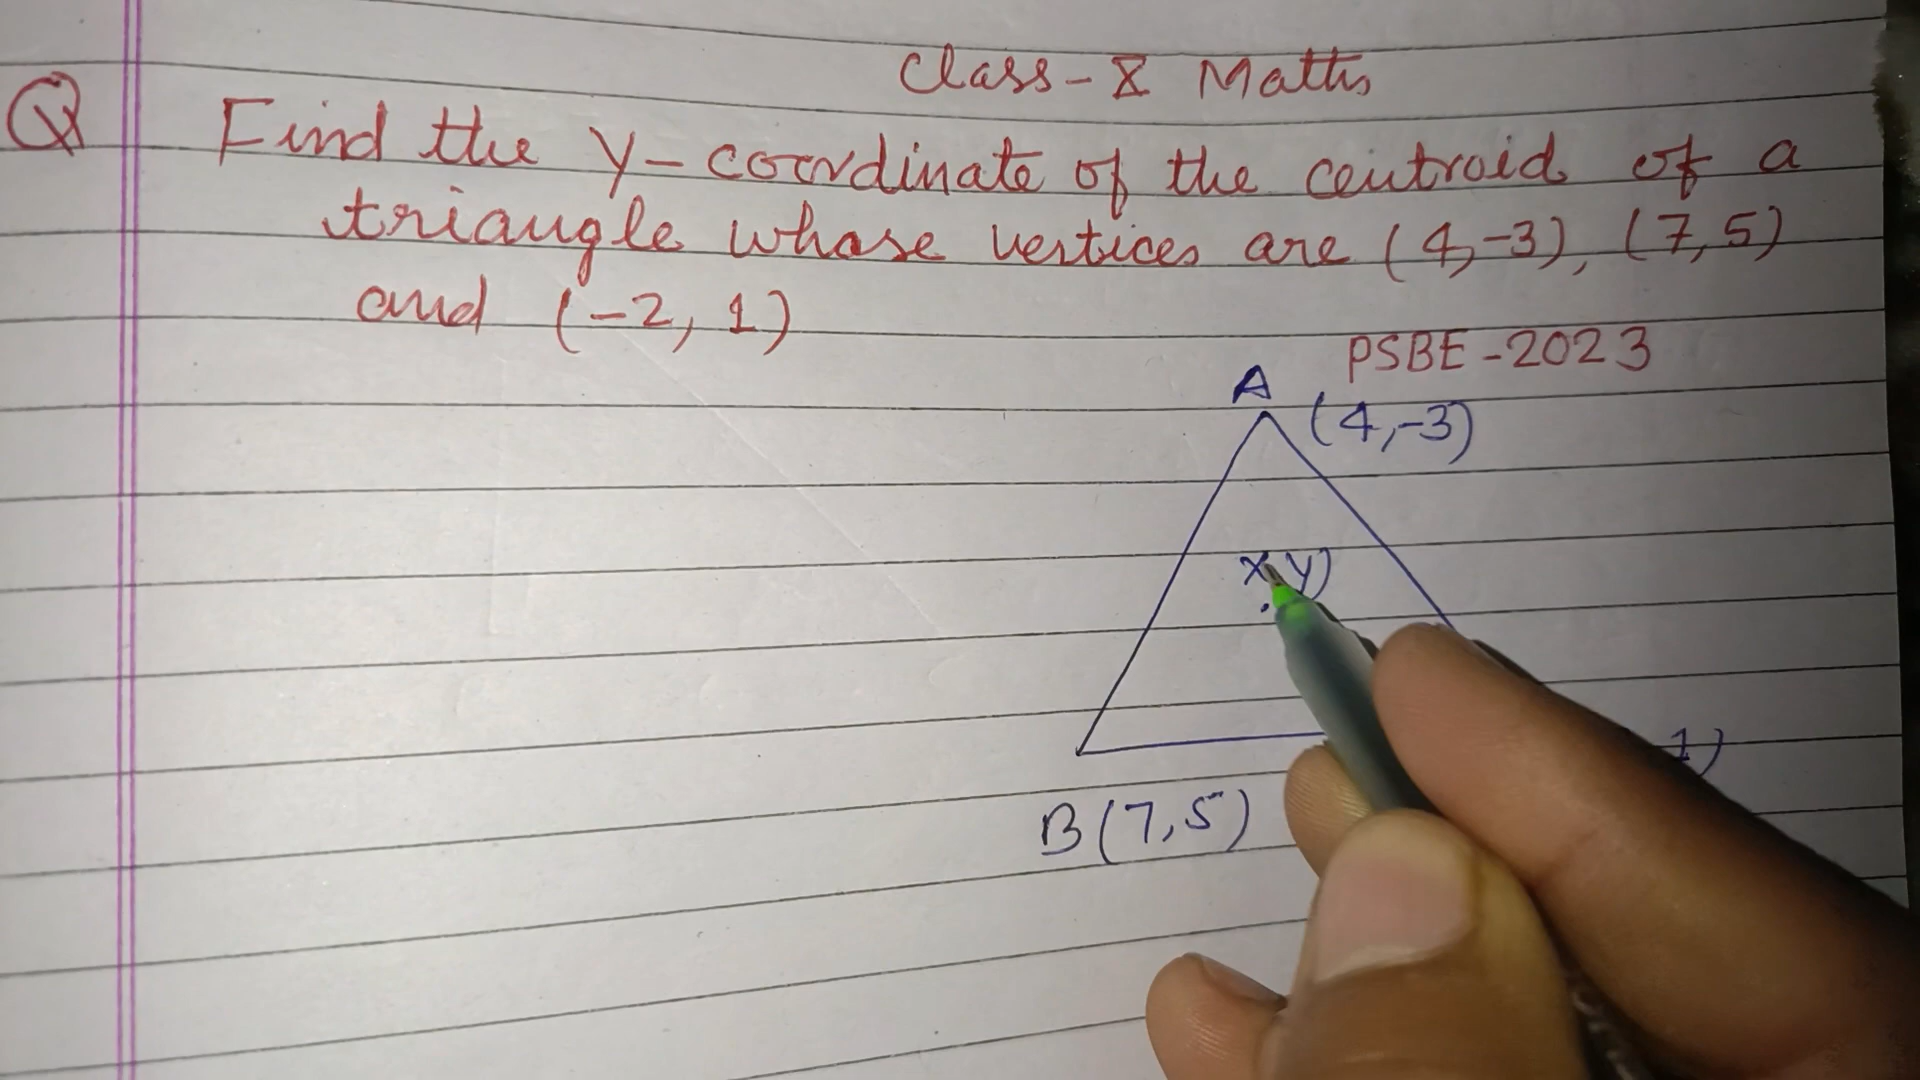 Class-X Maths
Q Find the y-coordinate of the centroid of a
triangle whose vertices are (4,-3), (7,5)
and (-2, 1)
PSBE-2023
A
(4,-3)
x,y)
1)
B(7,5)